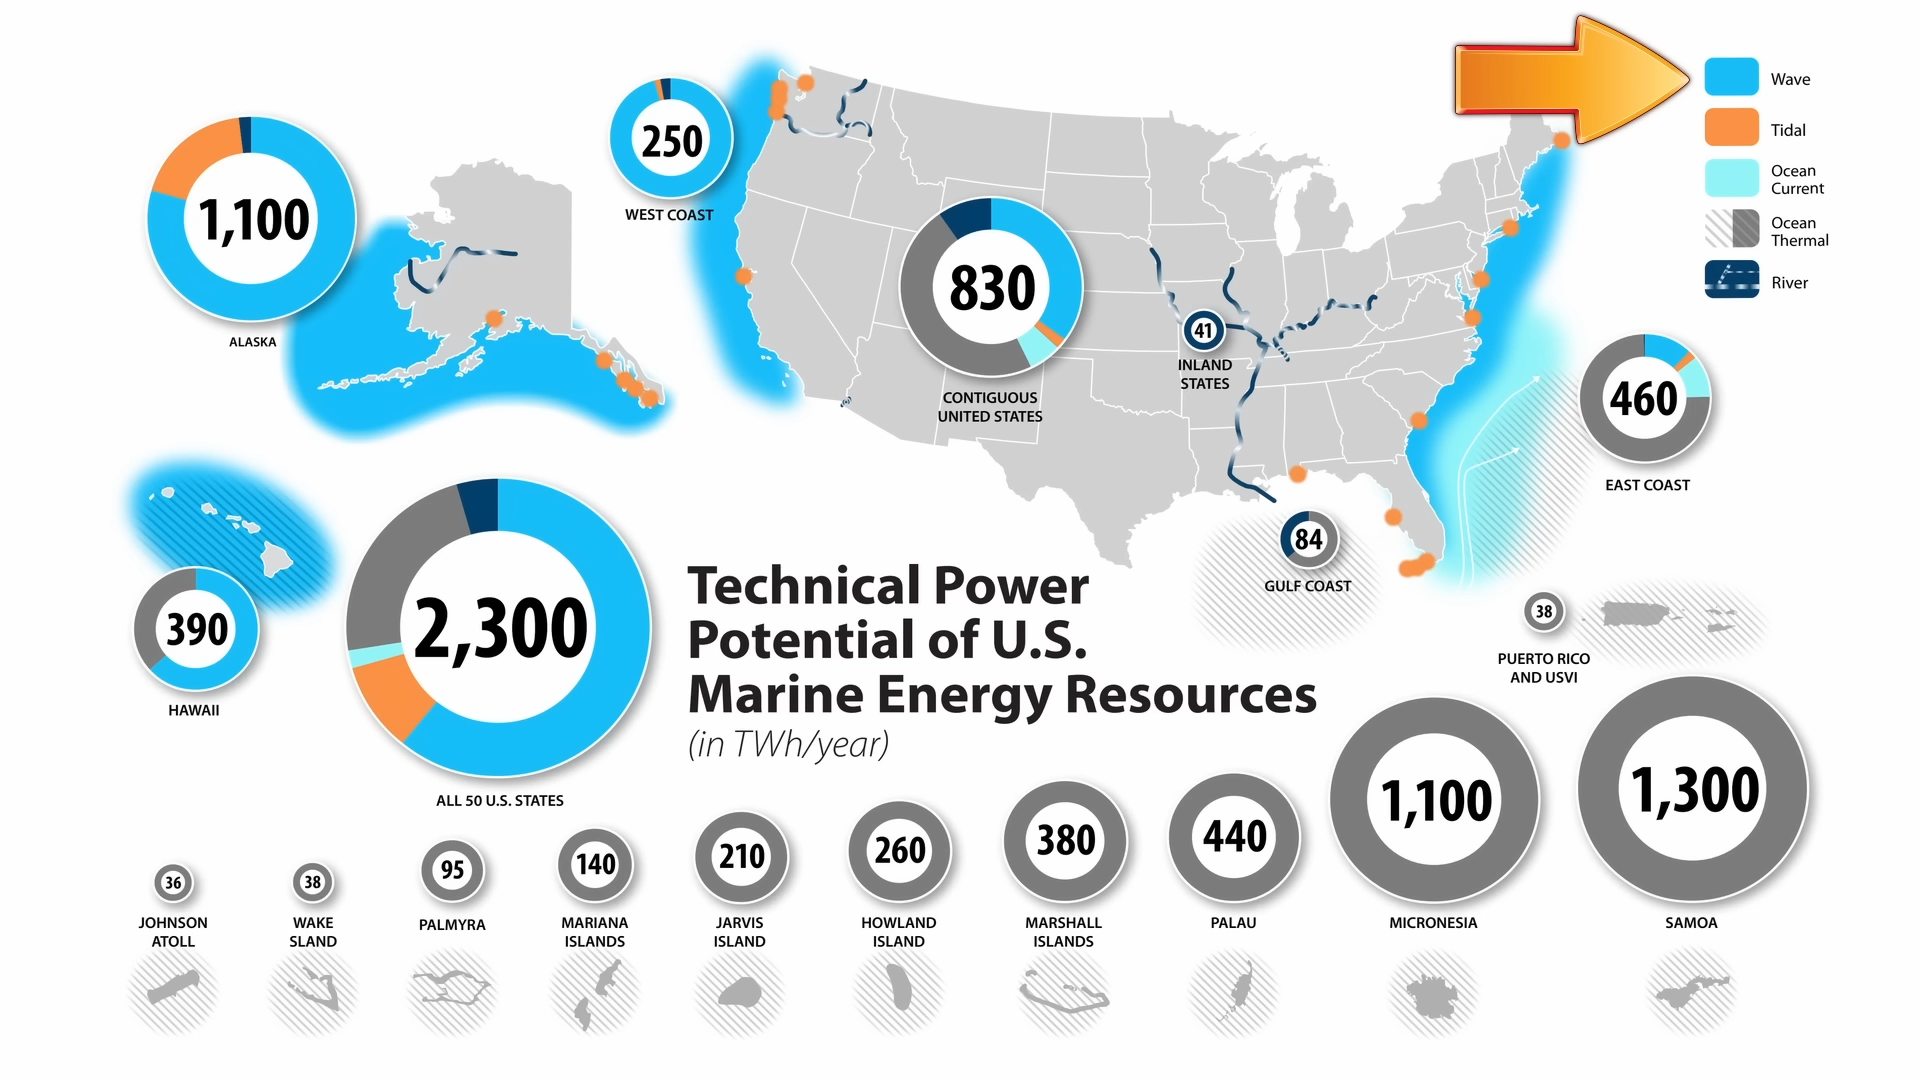 Wave
Tidal
Ocean
Current
Ocean
Thermal
River
1,100
ALASKA
250
WEST COAST
830
CONTIGUOUS
UNITED STATES
41
INLAND
STATES
460
EAST COAST
84
GULF COAST
390
HAWAII
2,300
ALL 50 U.S. STATES
Technical Power
Potential of U.S.
Marine Energy Resources
(in TWh/year)
38
PUERTO RICO
AND USVI
36
JOHNSON
ATOLL
38
WAKE
SLAND
95
PALMYRA
140
MARIANA
ISLANDS
210
JARVIS
ISLAND
260
HOWLAND
ISLAND
380
MARSHALL
ISLANDS
440
PALAU
1,100
MICRONESIA
1,300
SAMOA